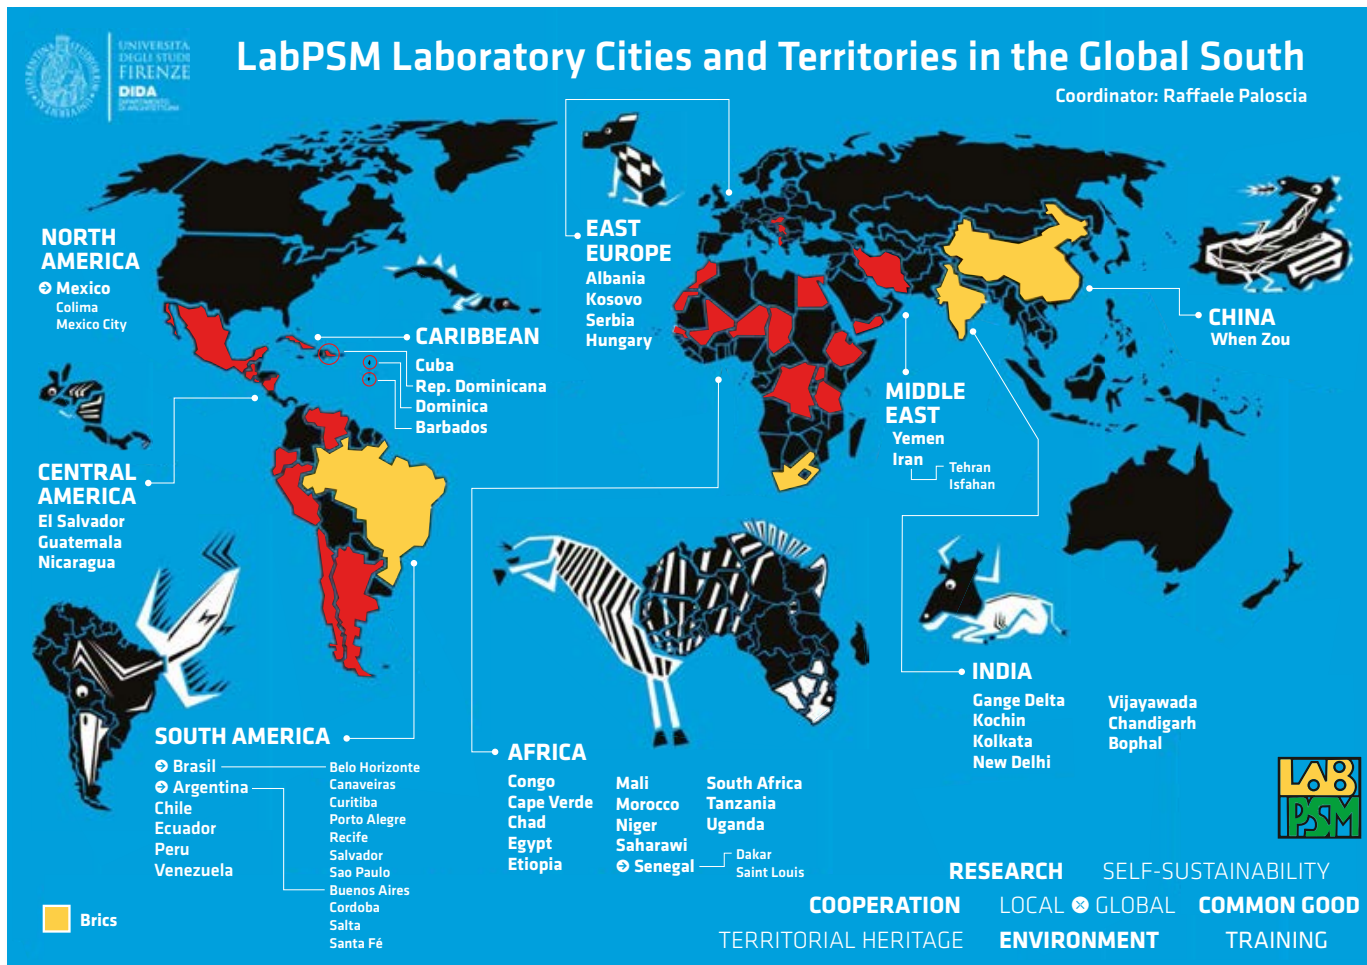 UNIVERSITÀ
DEGLI STUDI
FIRENZE
DIDA
DIPARTIMENTO
DI ARCHITETTURA
LabPSM Laboratory Cities and Territories in the Global South
Coordinator: Raffaele Paloscia
NORTH
AMERICA
Mexico
Colima
Mexico City
EAST
EUROPE
Albania
Kosovo
Serbia
Hungary
CARIBBEAN
Cuba
Rep. Dominicana
Dominica
Barbados
CHINA
When Zou
MIDDLE
EAST
Yemen
Iran
Tehran
Isfahan
CENTRAL
AMERICA
El Salvador
Guatemala
Nicaragua
INDIA
Gange Delta
Kochin
Kolkata
New Delhi
Vijayawada
Chandigarh
Bophal
SOUTH AMERICA
Brasil
Argentina
Chile
Ecuador
Peru
Venezuela
Belo Horizonte
Canaveiras
Curitiba
Porto Alegre
Recife
Salvador
Sao Paulo
Buenos Aires
Cordoba
Salta
Santa Fé
AFRICA
Congo
Cape Verde
Chad
Egypt
Etiopia
Mali
Morocco
Niger
Saharawi
Senegal
Dakar
Saint Louis
South Africa
Tanzania
Uganda
LAB
PSM
Brics
RESEARCH SELF-SUSTAINABILITY
COOPERATION LOCAL GLOBAL COMMON GOOD
TERRITORIAL HERITAGE ENVIRONMENT TRAINING